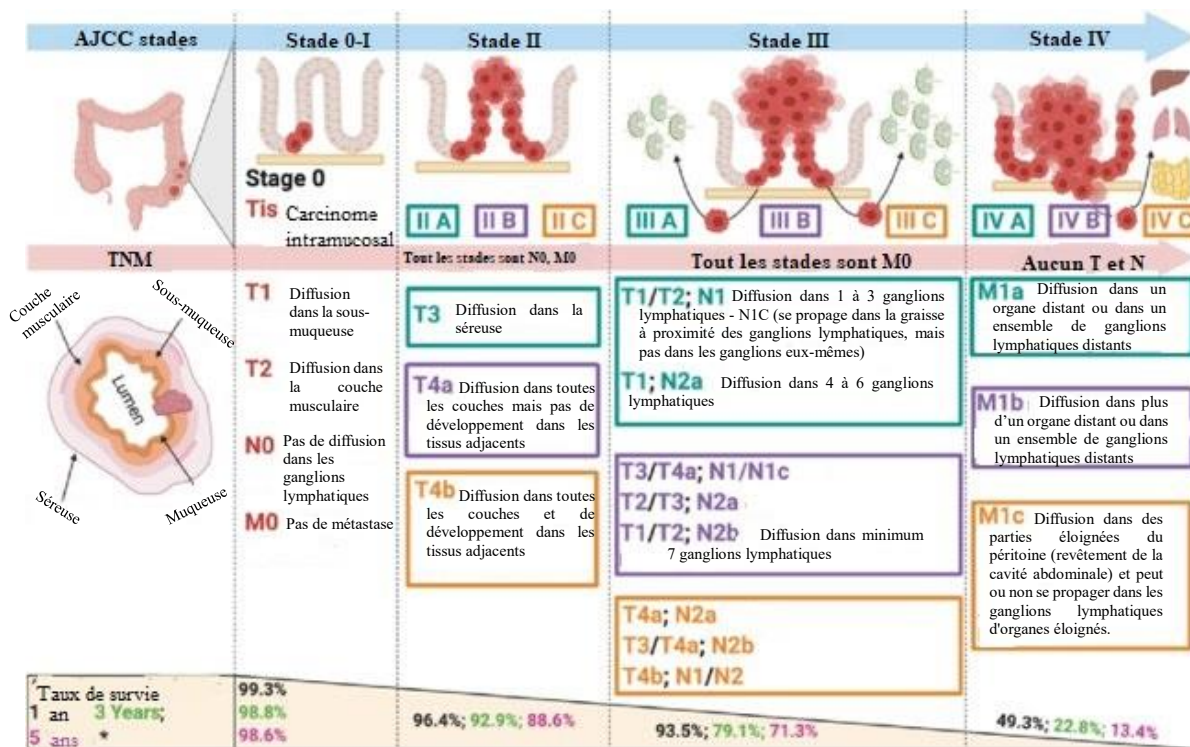 AJCC stades
Stade 0-I
Stade II
Stade III
Stade IV
Stage 0
Tis Carcinome
intramucosal
II A
II B
II C
III A
III B
III C
IV A
IV B
IV C
TNM
Tout les stades sont N0, M0
Tout les stades sont M0
Aucun T et N
Couche
musculaire
Sous-muqueuse
Lumen
Séreuse
Muqueuse
T1 Diffusion
dans la sous-
muqueuse
T2 Diffusion dans
la couche
musculaire
N0 Pas de diffusion
dans les
ganglions
lymphatiques
M0 Pas de métastase
T3 Diffusion dans la
séreuse
T4a Diffusion dans toutes
les couches mais pas de
développement dans les
tissus adjacents
T4b Diffusion dans toutes
les couches et de
développement dans les
tissus adjacents
T1/T2; N1 Diffusion dans 1 à 3 ganglions
lymphatiques - N1C (se propage dans la graisse
à proximité des ganglions lymphatiques, mais
pas dans les ganglions eux-mêmes)
T1; N2a Diffusion dans 4 à 6 ganglions
lymphatiques
T3/T4a; N1/N1c
T2/T3; N2a
T1/T2; N2b Diffusion dans minimum
7 ganglions lymphatiques
T4a; N2a
T3/T4a; N2b
T4b; N1/N2
M1a Diffusion dans un
organe distant ou dans un
ensemble de ganglions
lymphatiques distants
M1b Diffusion dans plus
d’un organe distant ou dans
un ensemble de ganglions
lymphatiques distants
M1c Diffusion dans des
parties éloignées du
péritoine (revêtement de la
cavité abdominale) et peut
ou non se propager dans les
ganglions lymphatiques
d'organes éloignés.
Taux de survie
1 an 3 Years;
5 ans *
99.3%
98.8%
98.6%
96.4%; 92.9%; 88.6%
93.5%; 79.1%; 71.3%
49.3%; 22.8%; 13.4%